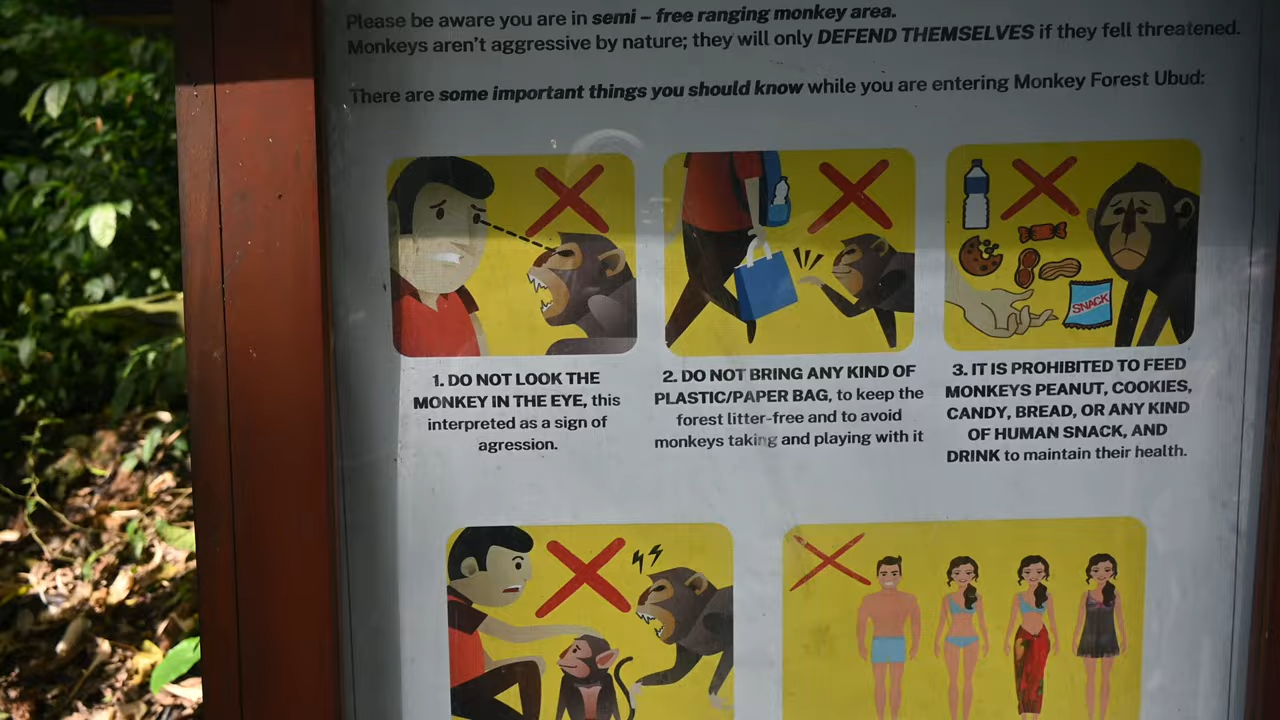 Please be aware you are in semi – free ranging monkey area.
Monkeys aren't aggressive by nature; they will only DEFEND THEMSELVES if they fell threatened.
There are some important things you should know while you are entering Monkey Forest Ubud:
SNACK
1. DO NOT LOOK THE
MONKEY IN THE EYE, this
interpreted as a sign of
agression.
2. DO NOT BRING ANY KIND OF
PLASTIC/PAPER BAG, to keep the
forest litter-free and to avoid
monkeys taking and playing with it
3. IT IS PROHIBITED TO FEED
MONKEYS PEANUT, COOKIES,
CANDY, BREAD, OR ANY KIND
OF HUMAN SNACK, AND
DRINK to maintain their health.